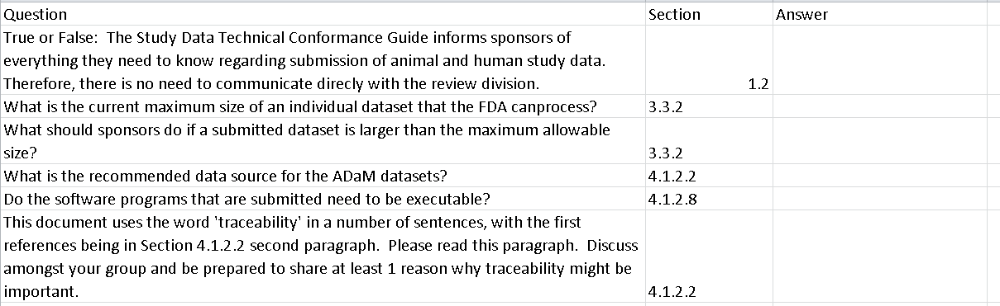 Question Section Answer
True or False:  The Study Data Technical Conformance Guide informs sponsors of
everything they need to know regarding submission of animal and human study data.
Therefore, there is no need to communicate direcly with the review division. 1.2
What is the current maximum size of an individual dataset that the FDA canprocess? 3.3.2
What should sponsors do if a submitted dataset is larger than the maximum allowable
size? 3.3.2
What is the recommended data source for the ADaM datasets? 4.1.2.2
Do the software programs that are submitted need to be executable? 4.1.2.8
This document uses the word 'traceability' in a number of sentences, with the first
references being in Section 4.1.2.2 second paragraph.  Please read this paragraph.  Discuss
amongst your group and be prepared to share at least 1 reason why traceability might be
important. 4.1.2.2